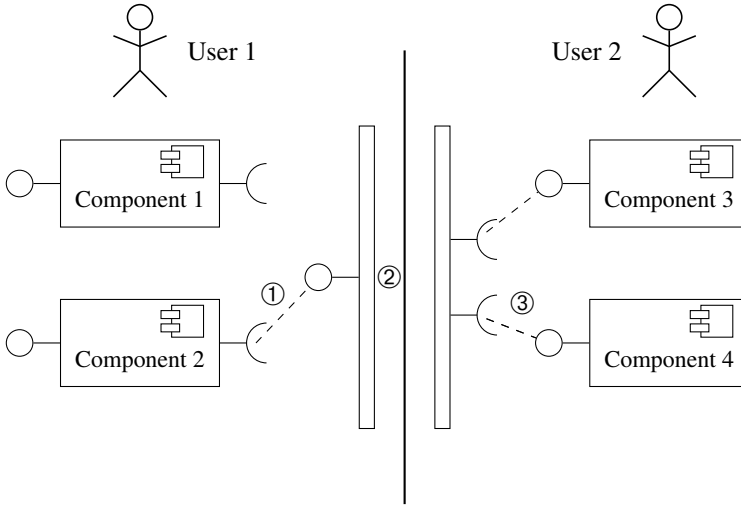 User 1
User 2
Component 1
Component 3
①
②
③
Component 2
Component 4